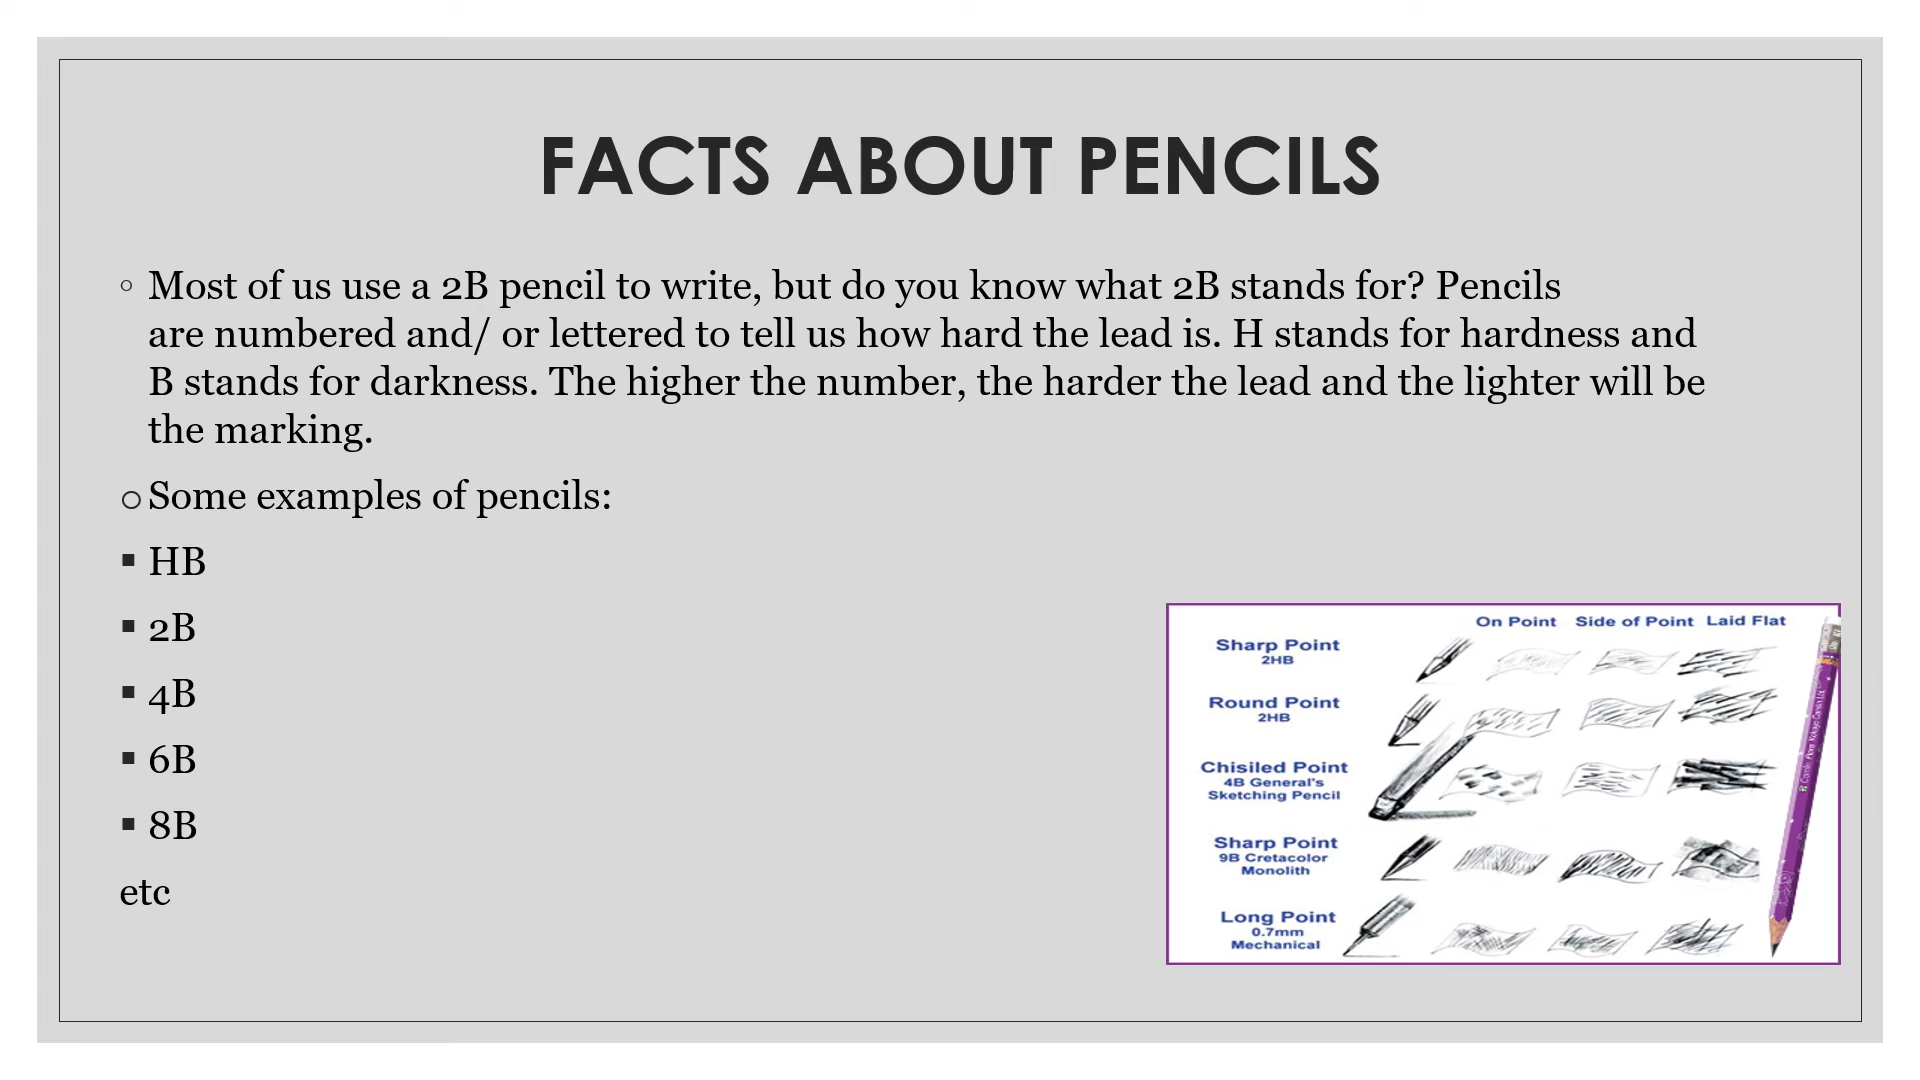 FACTS ABOUT PENCILS
◦ Most of us use a 2B pencil to write, but do you know what 2B stands for? Pencils
are numbered and/ or lettered to tell us how hard the lead is. H stands for hardness and
B stands for darkness. The higher the number, the harder the lead and the lighter will be
the marking.
o Some examples of pencils:
▪ HB
▪ 2B
▪ 4B
▪ 6B
▪ 8B
etc
On Point Side of Point Laid Flat
Sharp Point
2HB
Round Point
2HB
Chisiled Point
4B General's
Sketching Pencil
Sharp Point
9B Cretacolor
Monolith
Long Point
0.7mm
Mechanical